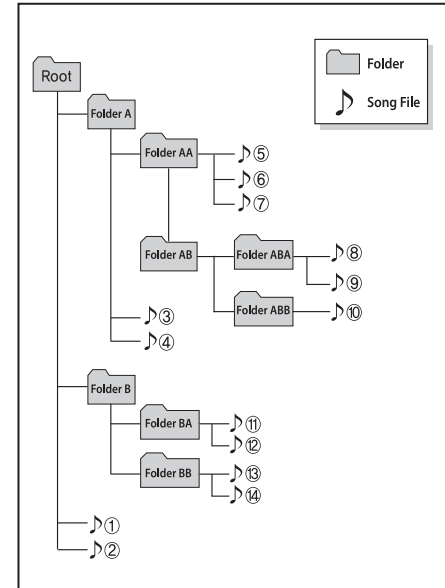 Root
Folder
Song File
Folder A
Folder AA
⑤
⑥
⑦
Folder AB
Folder ABA
⑧
⑨
Folder ABB
⑩
③
④
Folder B
Folder BA
⑪
⑫
Folder BB
⑬
⑭
①
②